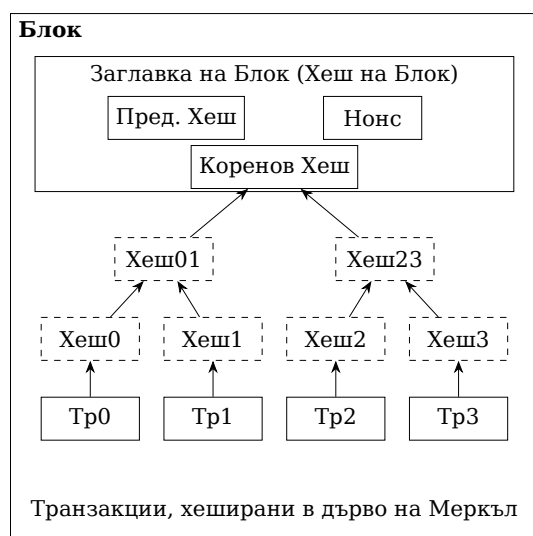 Блок
Заглавка на Блок (Хеш на Блок)
Пред. Хеш
Нонс
Коренов Хеш
Хеш01
Хеш23
Хеш0
Хеш1
Хеш2
Хеш3
Тр0
Тр1
Тр2
Тр3
Транзакции, хеширани в дърво на Меркъл